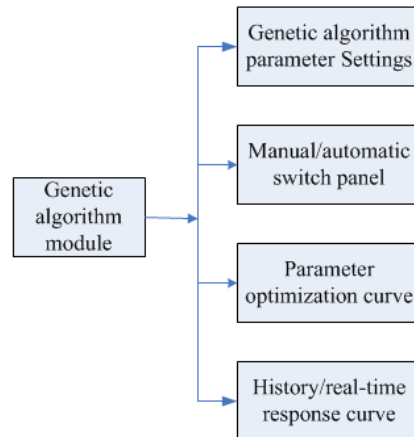 Genetic algorithm
parameter Settings
Manual/automatic
switch panel
Genetic
algorithm
module
Parameter
optimization curve
History/real-time
response curve